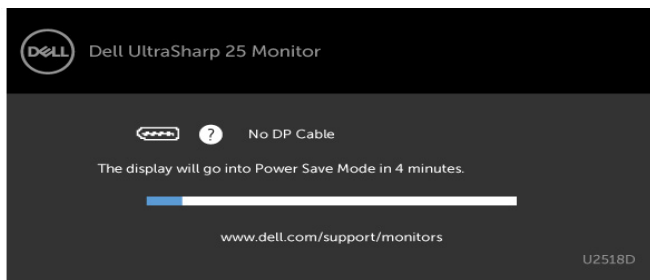 DELL Dell UltraSharp 25 Monitor
? No DP Cable
The display will go into Power Save Mode in 4 minutes.
www.dell.com/support/monitors
U2518D